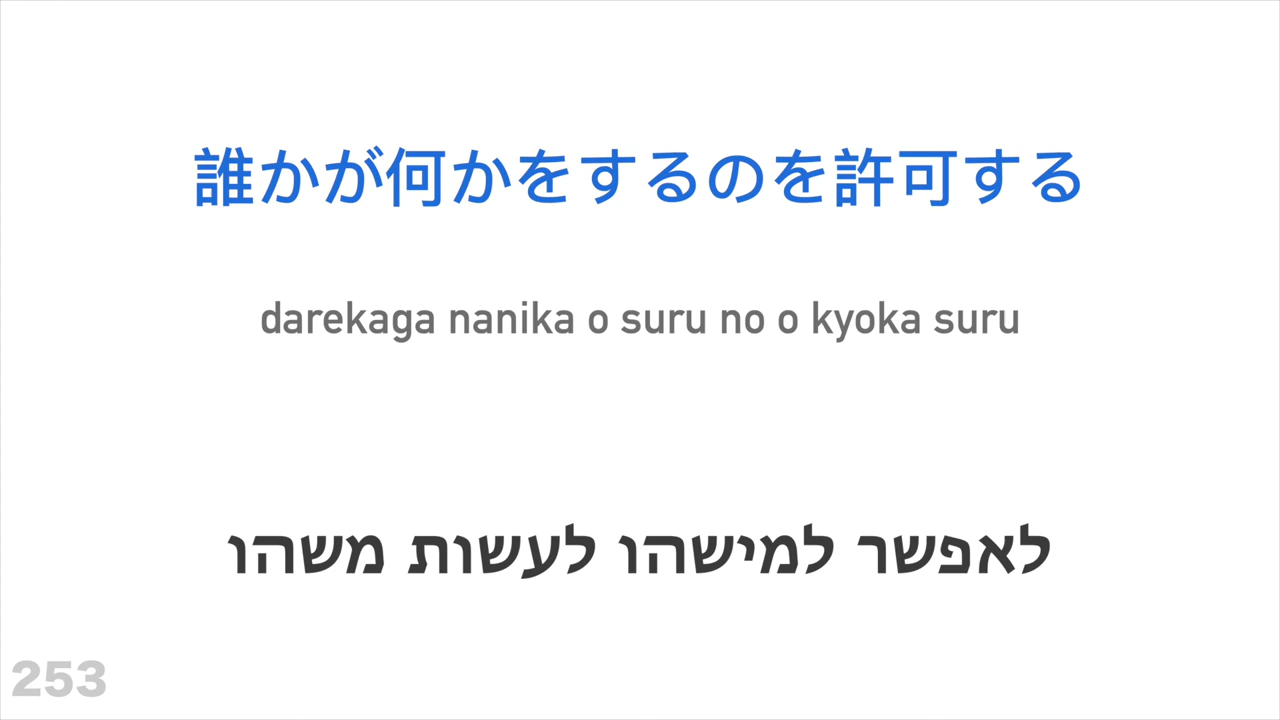 誰かが何かをするのを許可する
darekaga nanika o suru no o kyoka suru
לאפשר למישהו לעשות משהו
253